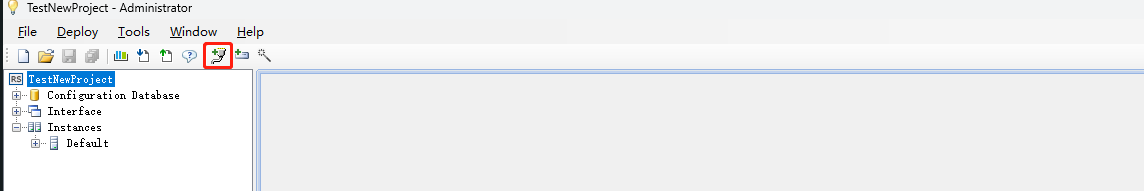 TestNewProject - Administrator
File Deploy Tools Window Help
RS TestNewProject
Configuration Database
Interface
Instances
Default